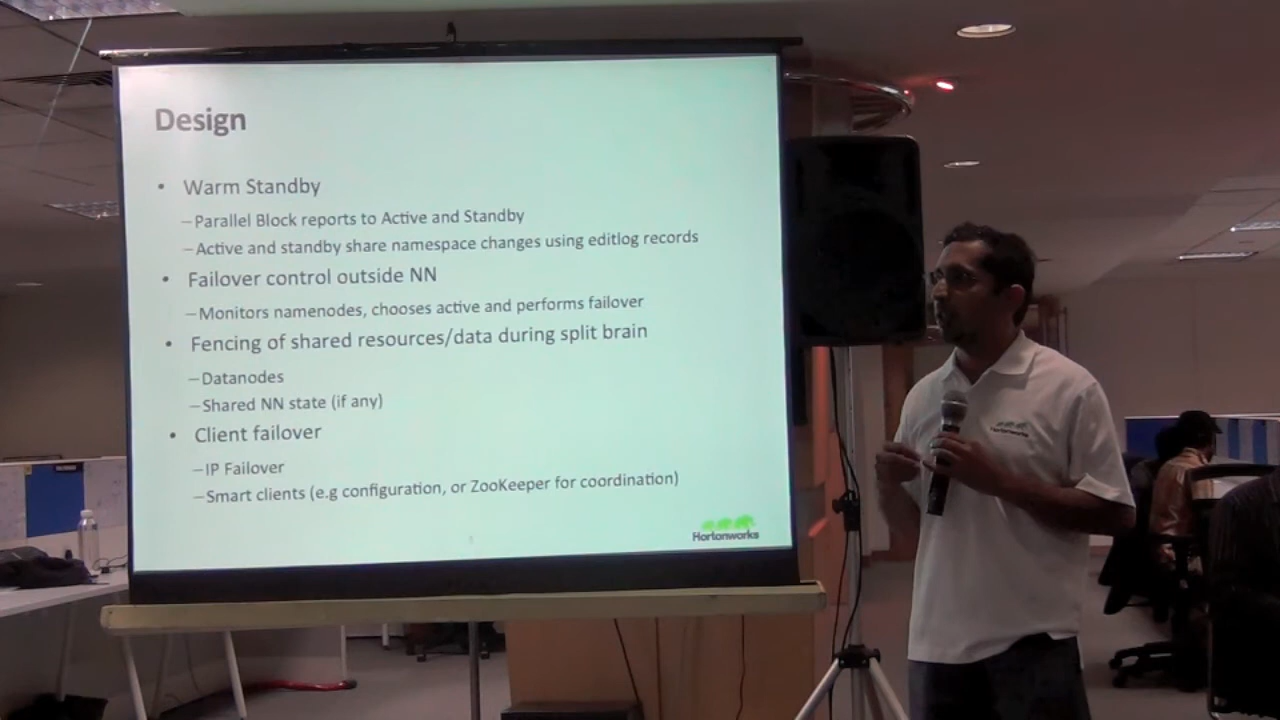 Design
• Warm Standby
–Parallel Block reports to Active and Standby
–Active and standby share namespace changes using editlog records
• Failover control outside NN
–Monitors namenodes, chooses active and performs failover
• Fencing of shared resources/data during split brain
–Datanodes
–Shared NN state (if any)
• Client failover
–IP Failover
–Smart clients (e.g configuration, or ZooKeeper for coordination)
Hortonworks
Hortonworks